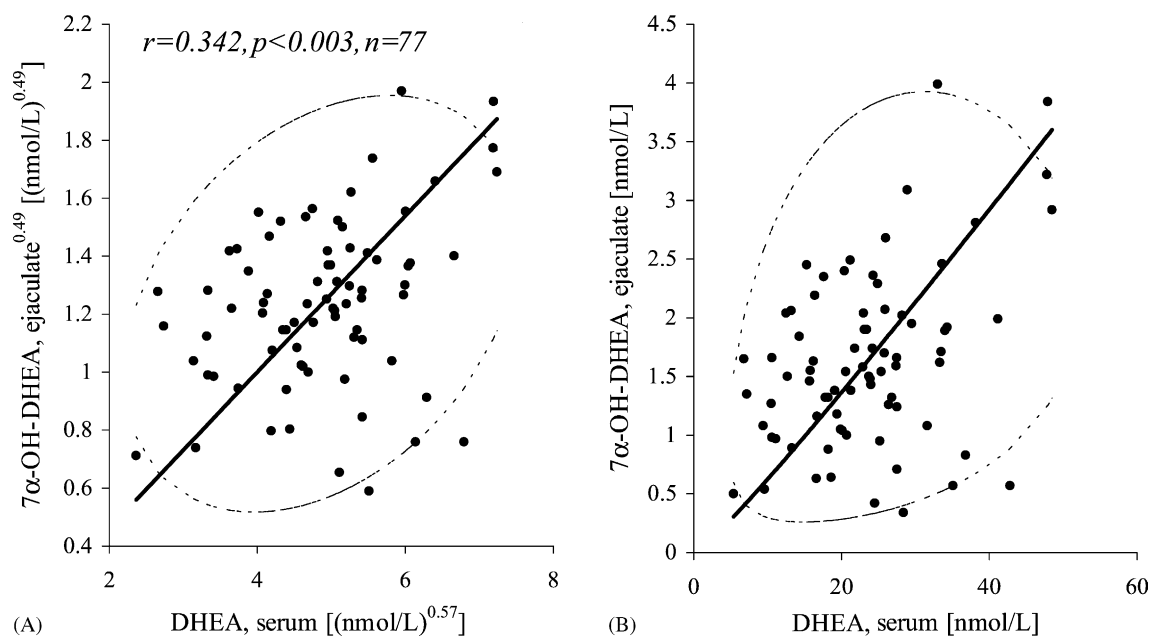 r=0.342, p<0.003, n=77
7α-OH-DHEA, ejaculate^0.49 [(nmol/L)^0.49]
2.2
2
1.8
1.6
1.4
1.2
1
0.8
0.6
0.4
2 4 6 8
(A) DHEA, serum [(nmol/L)^0.57]
7α-OH-DHEA, ejaculate [nmol/L]
4.5
4
3.5
3
2.5
2
1.5
1
0.5
0
0 20 40 60
(B) DHEA, serum [nmol/L]